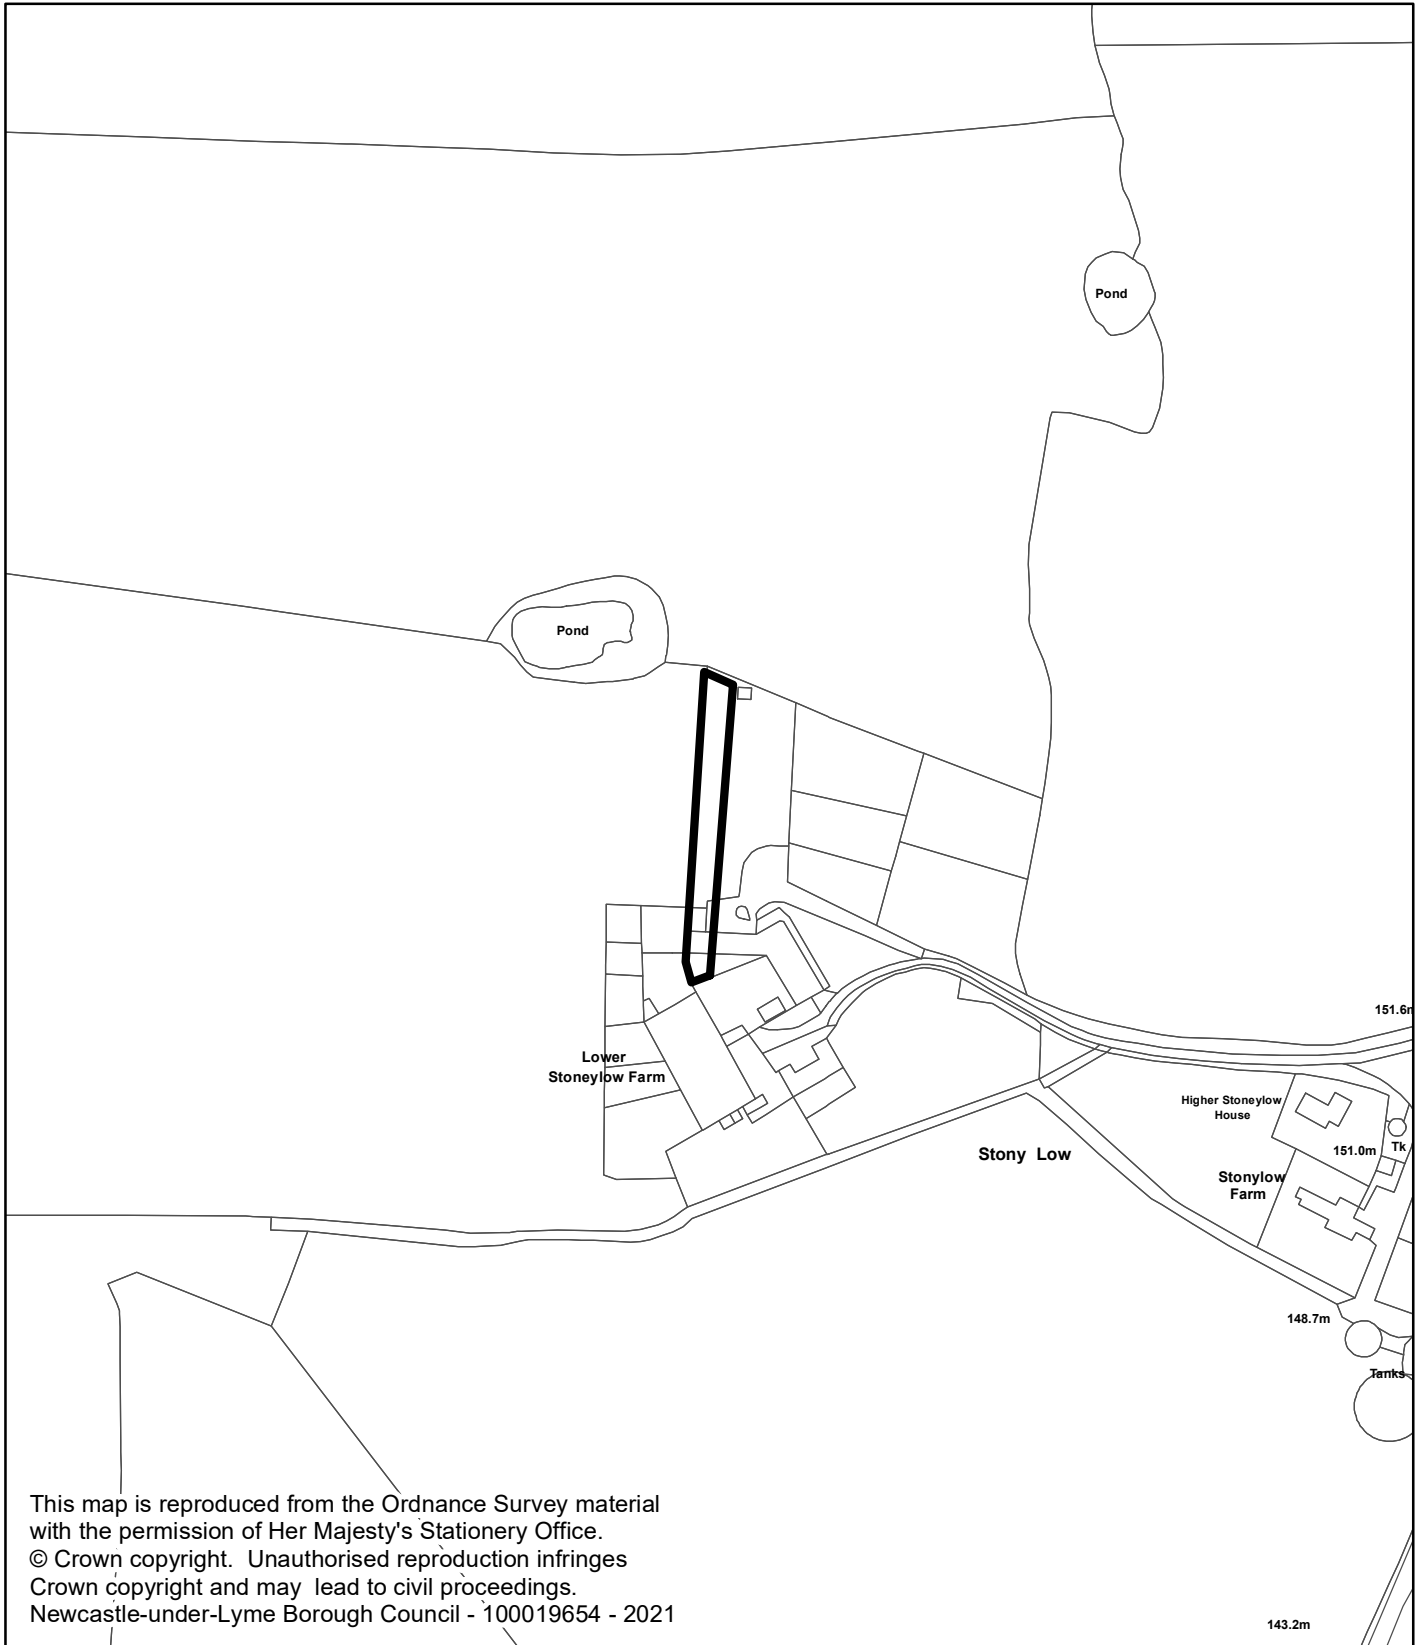 Pond
Pond
151.6m
Lower
Stoneylow Farm
Higher Stoneylow
House
151.0m
Tk
Stony Low
Stonylow
Farm
148.7m
Tanks
This map is reproduced from the Ordnance Survey material
with the permission of Her Majesty's Stationery Office.
© Crown copyright. Unauthorised reproduction infringes
Crown copyright and may lead to civil proceedings.
Newcastle-under-Lyme Borough Council - 100019654 - 2021
143.2m